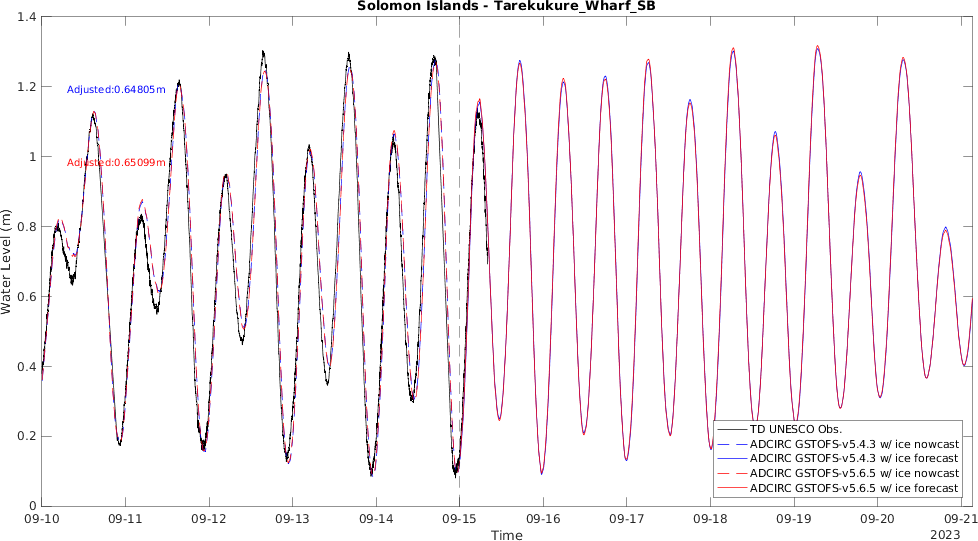 Solomon Islands - Tarekukure_Wharf_SB
1.4
1.2
1
0.8
0.6
0.4
0.2
0
Water Level (m)
Adjusted:0.64805m
Adjusted:0.65099m
TD UNESCO Obs.
ADCIRC GSTOFS-v5.4.3 w/ ice nowcast
ADCIRC GSTOFS-v5.4.3 w/ ice forecast
ADCIRC GSTOFS-v5.6.5 w/ ice nowcast
ADCIRC GSTOFS-v5.6.5 w/ ice forecast
09-10 09-11 09-12 09-13 09-14 09-15 09-16 09-17 09-18 09-19 09-20 09-21
Time
2023